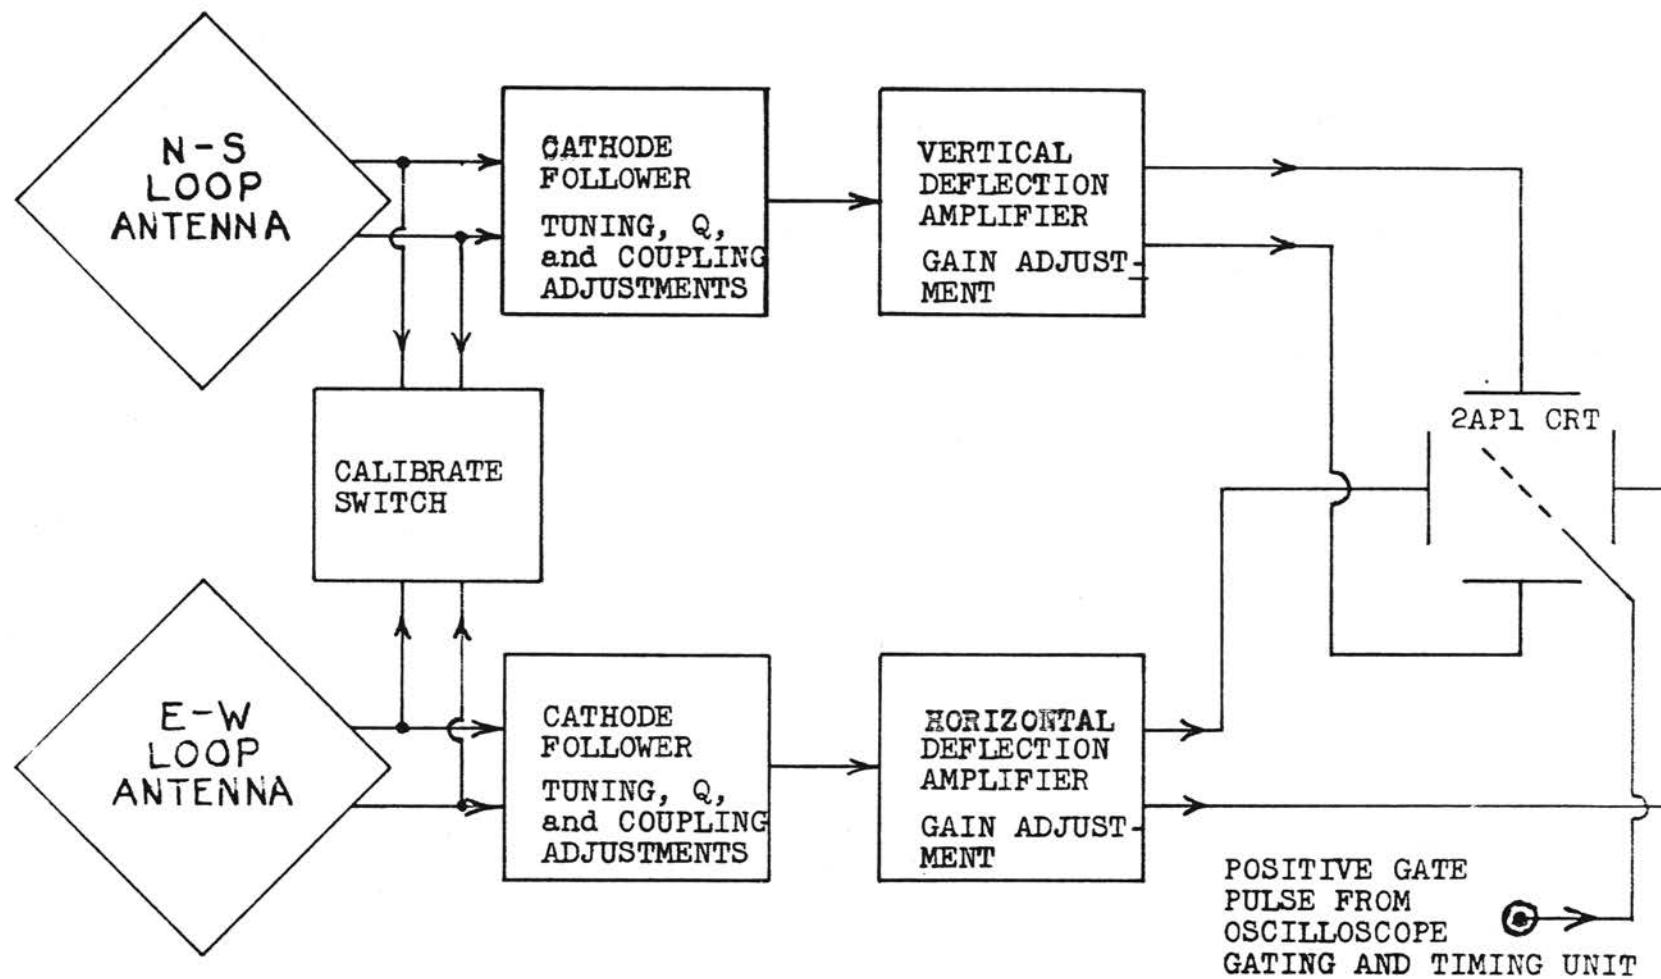 N-S
LOOP
ANTENNA
CATHODE
FOLLOWER
TUNING, Q,
and COUPLING
ADJUSTMENTS
VERTICAL
DEFLECTION
AMPLIFIER
GAIN ADJUST-
MENT
2AP1 CRT
CALIBRATE
SWITCH
E-W
LOOP
ANTENNA
CATHODE
FOLLOWER
TUNING, Q,
and COUPLING
ADJUSTMENTS
HORIZONTAL
DEFLECTION
AMPLIFIER
GAIN ADJUST-
MENT
POSITIVE GATE
PULSE FROM
OSCILLOSCOPE
GATING AND TIMING UNIT